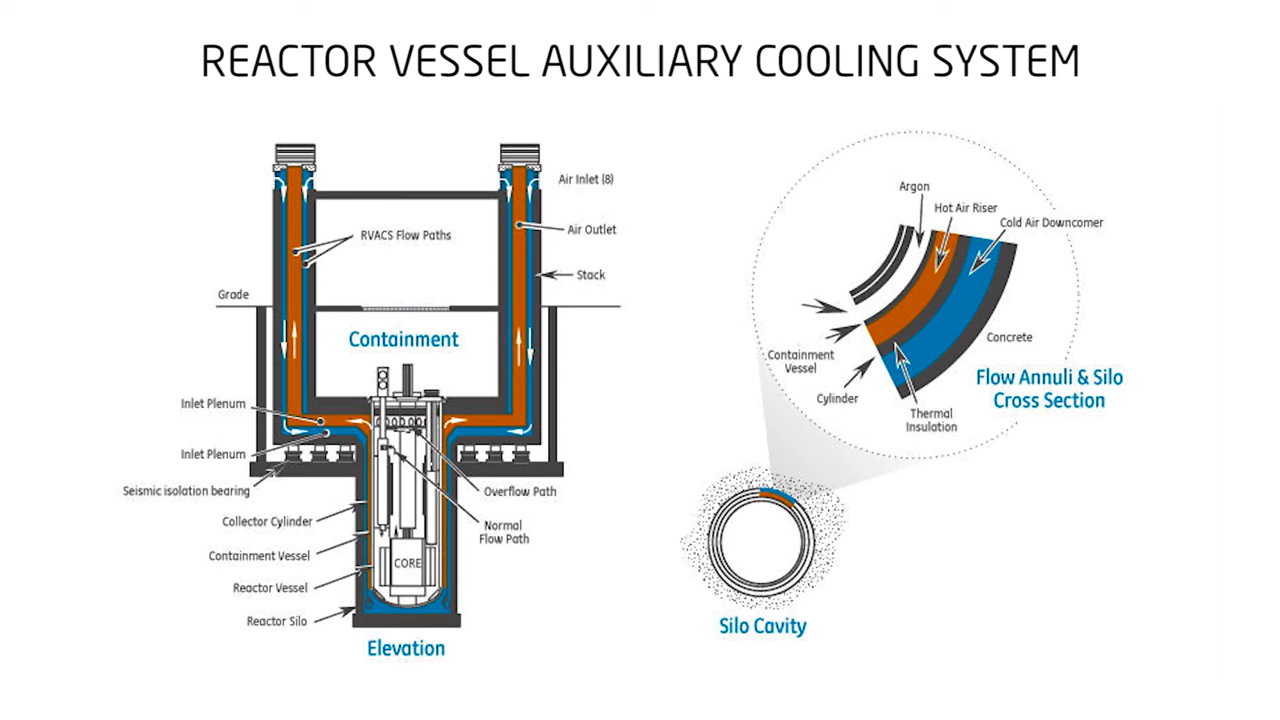 REACTOR VESSEL AUXILIARY COOLING SYSTEM
Air Inlet (8)
RVACS Flow Paths
Air Outlet
Stack
Grade
Containment
Inlet Plenum
Inlet Plenum
Seismic isolation bearing
Overflow Path
Collector Cylinder
Normal
Flow Path
Containment Vessel
CORE
Reactor Vessel
Reactor Silo
Elevation
Argon
Hot Air Riser
Cold Air Downcomer
Concrete
Containment
Vessel
Cylinder
Thermal
Insulation
Flow Annuli & Silo
Cross Section
Silo Cavity